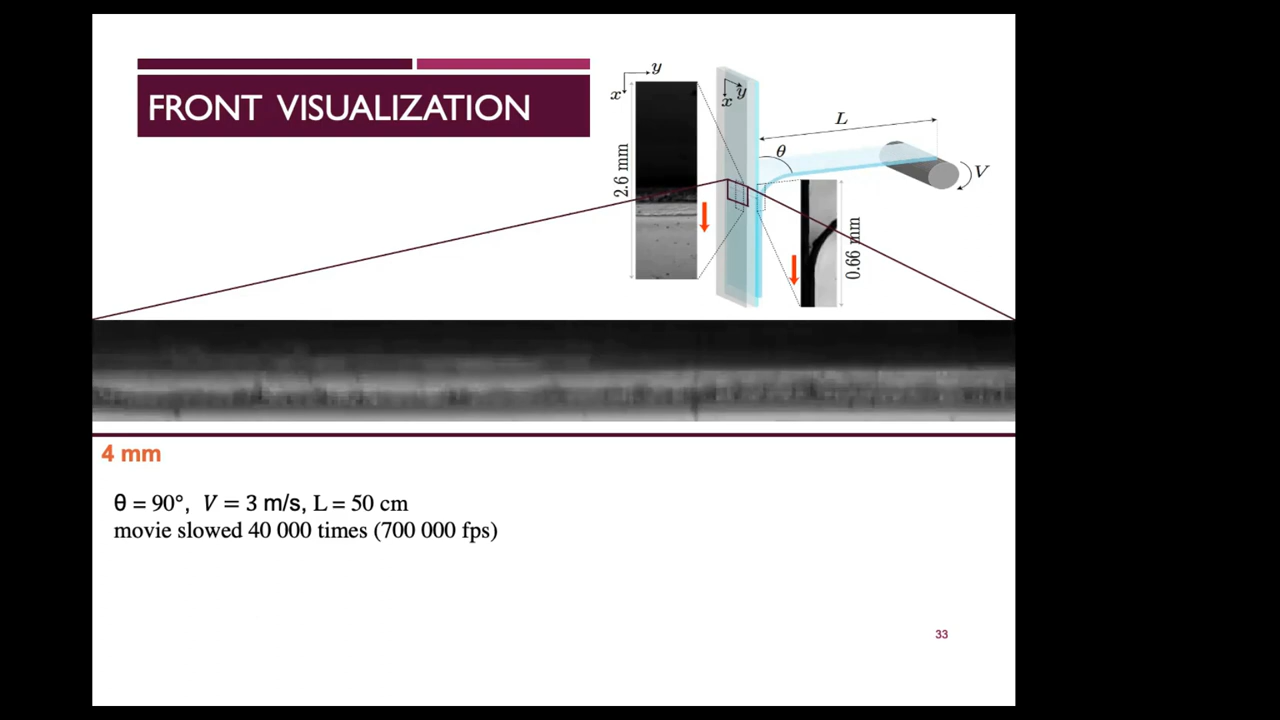 FRONT VISUALIZATION
y
x
2.6 mm
x
y
L
θ
V
0.66 mm
4 mm
θ = 90°, V = 3 m/s, L = 50 cm
movie slowed 40 000 times (700 000 fps)
33